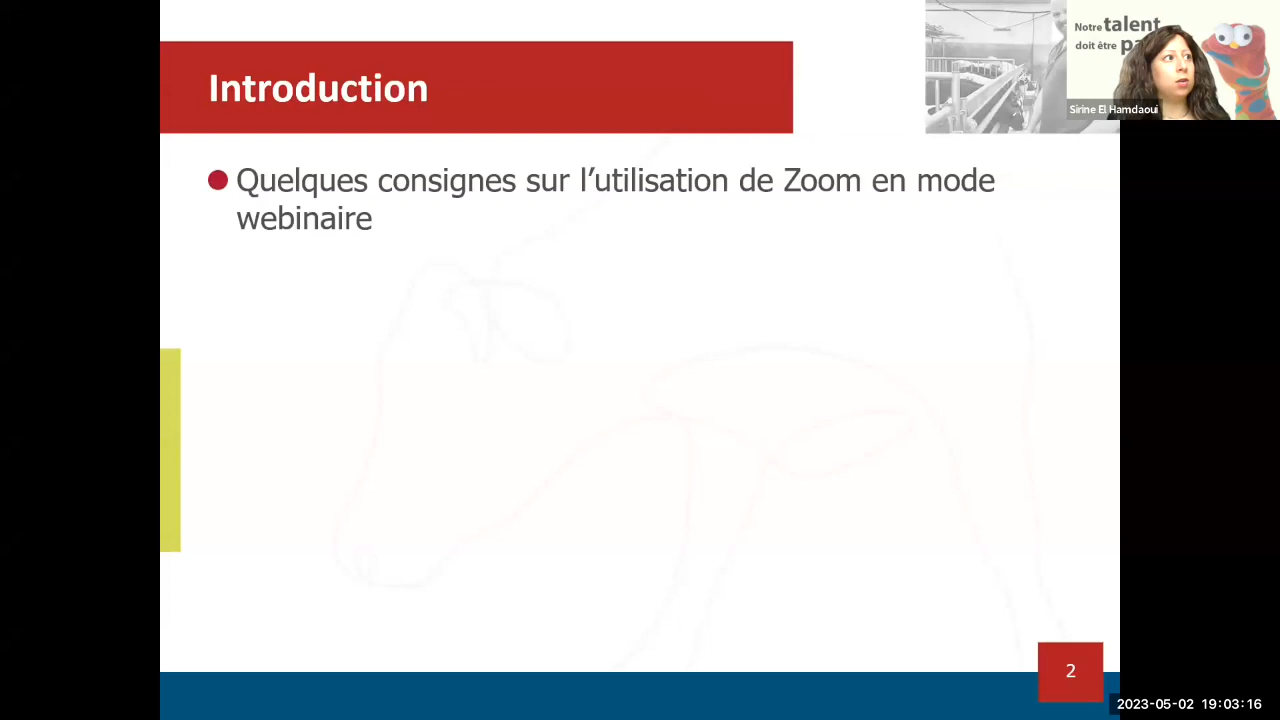 Introduction
Notre talent
doit être
Sirine El Hamdaoui
Quelques consignes sur l’utilisation de Zoom en mode
webinaire
2
2023-05-02 19:03:16